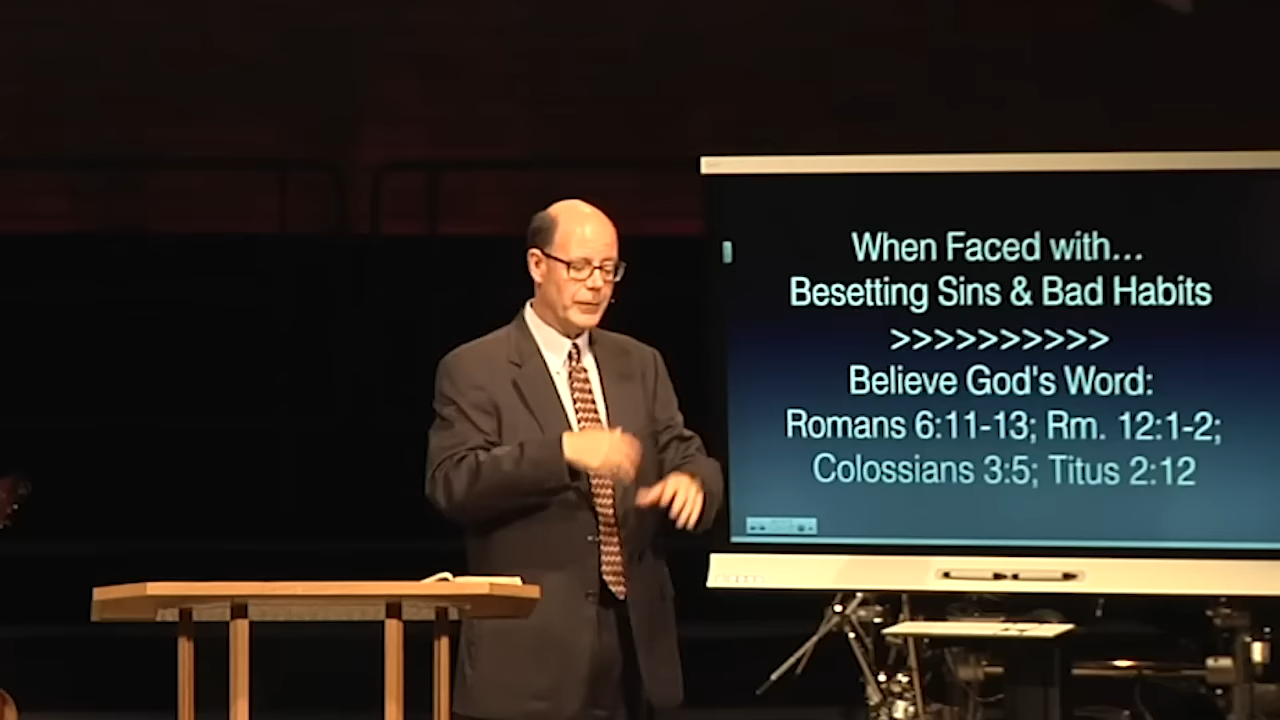 When Faced with...
Besetting Sins & Bad Habits
>>>>>>>>>>
Believe God's Word:
Romans 6:11-13; Rm. 12:1-2;
Colossians 3:5; Titus 2:12